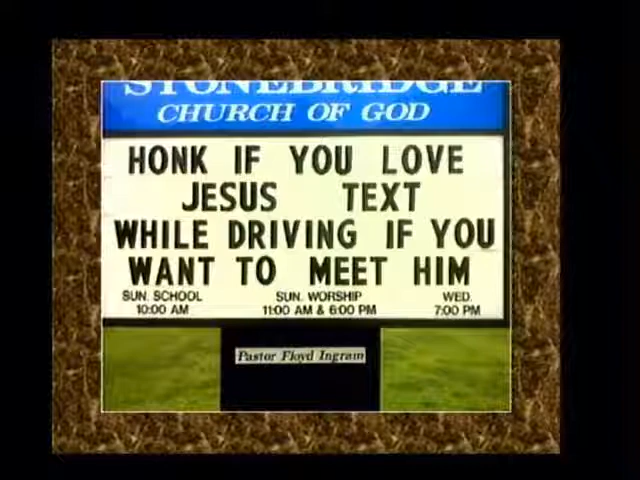 STONEBRIDGE
CHURCH OF GOD
HONK IF YOU LOVE
JESUS TEXT
WHILE DRIVING IF YOU
WANT TO MEET HIM
SUN. SCHOOL SUN. WORSHIP WED.
10:00 AM 11:00 AM & 6:00 PM 7:00 PM
Pastor Floyd Ingram